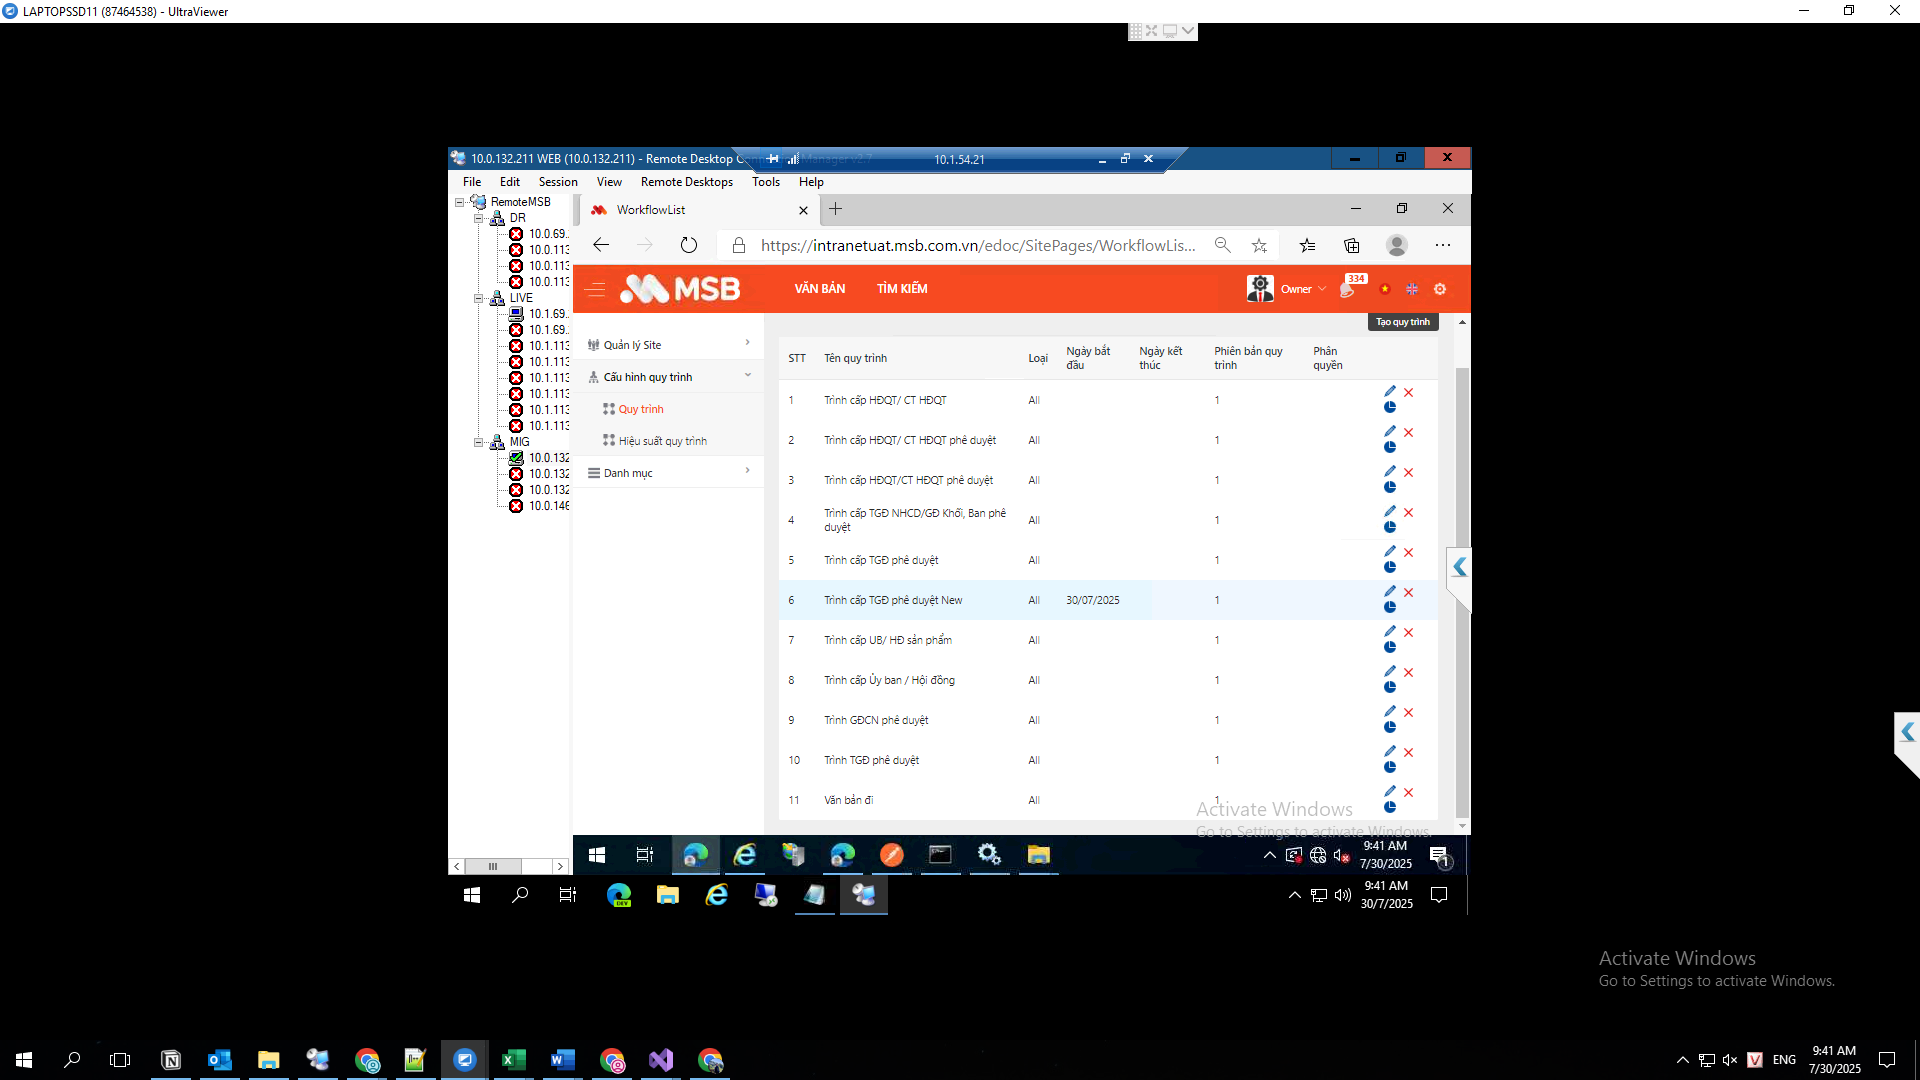 LAPTOPSSD11 (87464538) - UltraViewer
10.0.132.211 WEB (10.0.132.211) - Remote Desktop
10.1.54.21
File Edit Session View Remote Desktops Tools Help
RemoteMSB
DR
10.0.69.
10.0.113
10.0.113
10.0.113
LIVE
10.1.69.
10.1.69.
10.1.113
10.1.113
10.1.113
10.1.113
10.1.113
10.1.113
MIG
10.0.132
10.0.132
10.0.132
10.0.146
WorkflowList
https://intranetuat.msb.com.vn/edoc/SitePages/WorkflowLis...
MSB
VĂN BẢN TÌM KIẾM
Owner
334
Quản lý Site
Cấu hình quy trình
Quy trình
Hiệu suất quy trình
Danh mục
Tạo quy trình
STT Tên quy trình Loại Ngày bắt đầu Ngày kết thúc Phiên bản quy trình Phân quyền
1 Trình cấp HĐQT/ CT HĐQT All 1
2 Trình cấp HĐQT/ CT HĐQT phê duyệt All 1
3 Trình cấp HĐQT/CT HĐQT phê duyệt All 1
4 Trình cấp TGĐ NHCD/GĐ Khối, Ban phê duyệt All 1
5 Trình cấp TGĐ phê duyệt All 1
6 Trình cấp TGĐ phê duyệt New All 30/07/2025 1
7 Trình cấp UB/ HĐ sản phẩm All 1
8 Trình cấp Ủy ban / Hội đồng All 1
9 Trình GĐCN phê duyệt All 1
10 Trình TGĐ phê duyệt All 1
11 Văn bản đi All 1
Activate Windows
Go to Settings to activate Windows.
9:41 AM
7/30/2025
1
DEV
9:41 AM
30/7/2025
Activate Windows
Go to Settings to activate Windows.
ENG
9:41 AM
7/30/2025